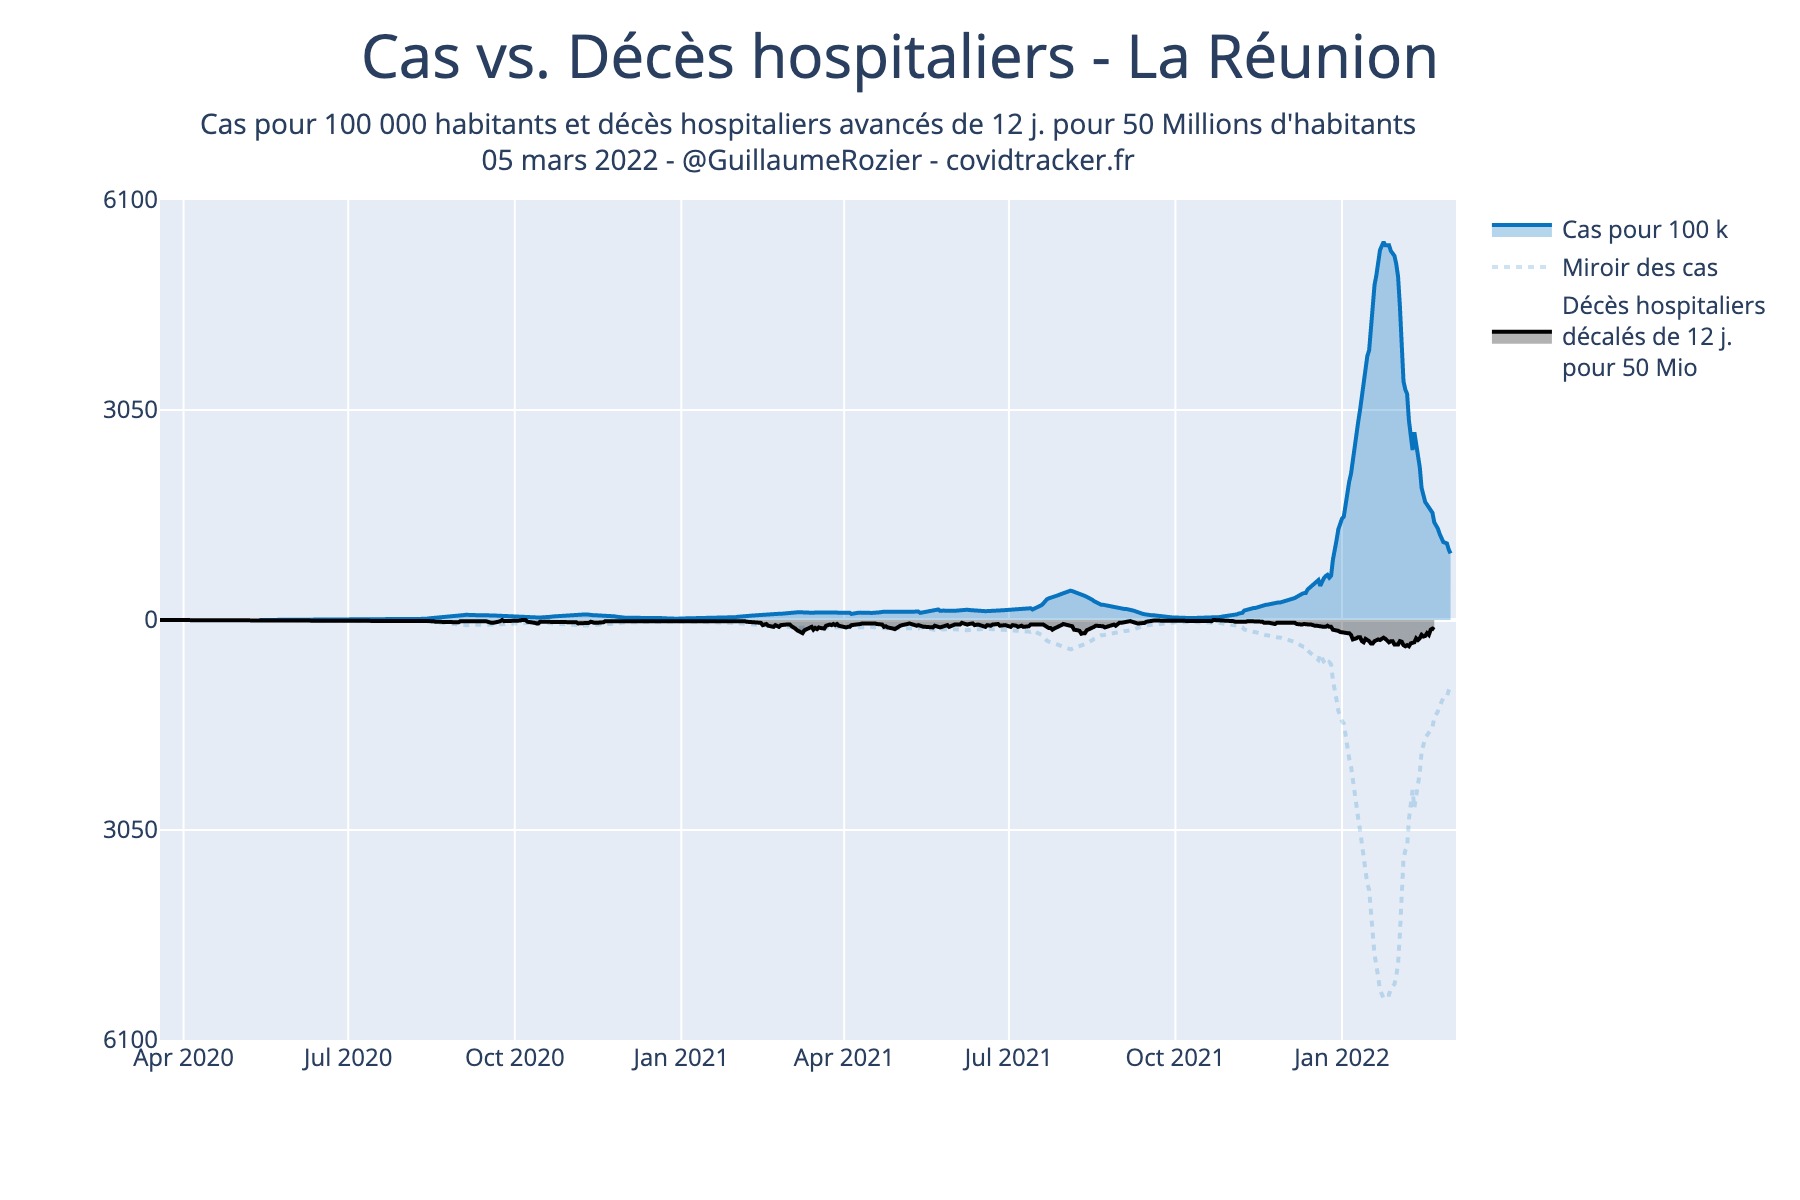 Cas vs. Décès hospitaliers - La Réunion
Cas pour 100 000 habitants et décès hospitaliers avancés de 12 j. pour 50 Millions d'habitants
05 mars 2022 - @GuillaumeRozier - covidtracker.fr
6100
3050
0
3050
6100
Apr 2020
Jul 2020
Oct 2020
Jan 2021
Apr 2021
Jul 2021
Oct 2021
Jan 2022
Cas pour 100 k
Miroir des cas
Décès hospitaliers
décalés de 12 j.
pour 50 Mio